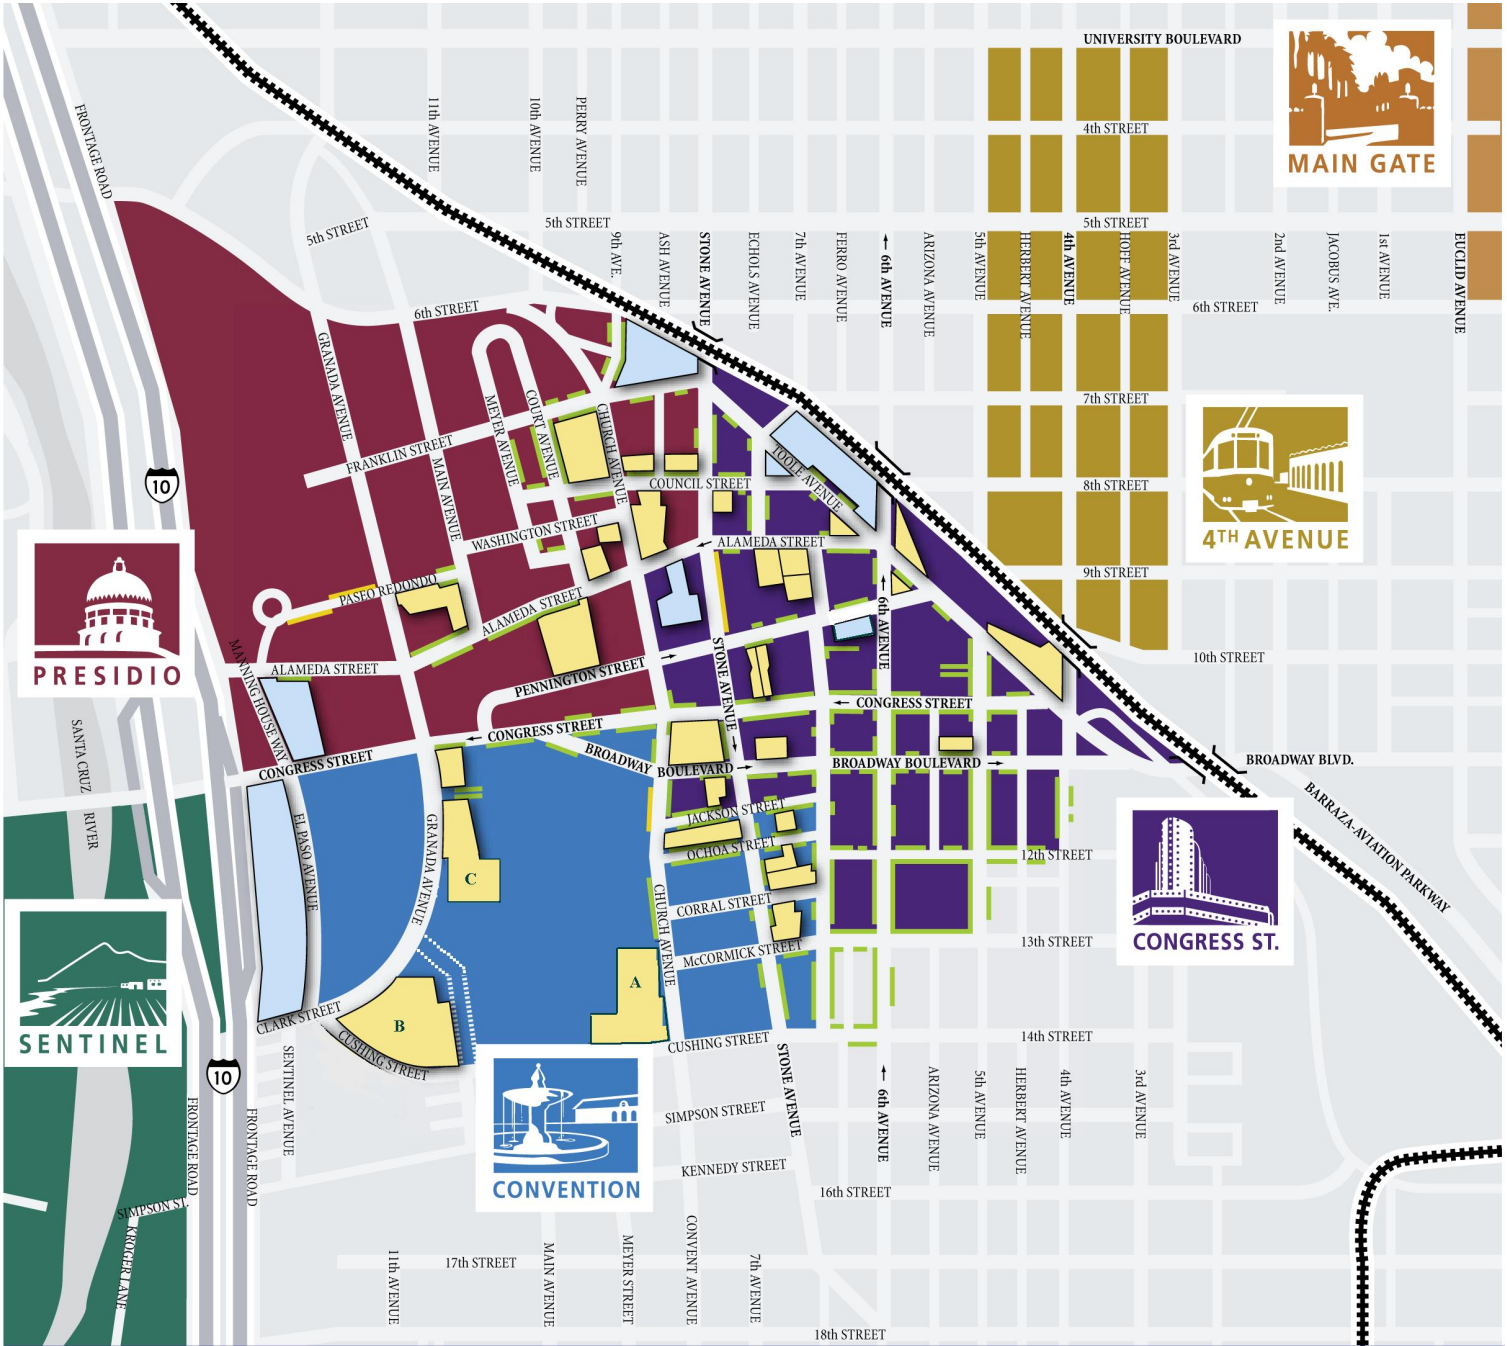 UNIVERSITY BOULEVARD
MAIN GATE
FRONTAGE ROAD
11th AVENUE
10th AVENUE
PERRY AVENUE
4th STREET
5th STREET
5th STREET
5th STREET
9th AVE.
ASH AVENUE
STONE AVENUE
ECHOLS AVENUE
7th AVENUE
FERRO AVENUE
← 6th AVENUE
ARIZONA AVENUE
5th AVENUE
HERBERT AVENUE
4th AVENUE
HOFF AVENUE
3rd AVENUE
2nd AVENUE
JACOBUS AVE.
1st AVENUE
EUCLID AVENUE
6th STREET
6th STREET
GRANADA AVENUE
7th STREET
MEYER AVENUE
COURT AVENUE
CHURCH AVENUE
FRANKLIN STREET
MAIN AVENUE
TOOLE AVENUE
COUNCIL STREET
8th STREET
10
4TH AVENUE
WASHINGTON STREET
← ALAMEDA STREET
9th STREET
PASEO REDONDO
ALAMEDA STREET
← 6th AVENUE
PRESIDIO
MANNING HOUSE WAY
ALAMEDA STREET
PENNINGTON STREET →
STONE AVENUE →
10th STREET
← CONGRESS STREET
← CONGRESS STREET
CONGRESS STREET
SANTA CRUZ RIVER
BROADWAY BOULEVARD →
BROADWAY BOULEVARD →
BROADWAY BLVD.
BARRAZA-AVIATION PARKWAY
EL PASO AVENUE
GRANADA AVENUE
JACKSON STREET
OCHOA STREET
12th STREET
C
CHURCH AVENUE
CORRAL STREET
CONGRESS ST.
McCORMICK STREET
13th STREET
A
B
SENTINEL
CLARK STREET
CUSHING STREET
CUSHING STREET
14th STREET
10
SENTINEL AVENUE
STONE AVENUE
← 6th AVENUE
ARIZONA AVENUE
5th AVENUE
HERBERT AVENUE
4th AVENUE
3rd AVENUE
FRONTAGE ROAD
FRONTAGE ROAD
SIMPSON STREET
CONVENTION
KENNEDY STREET
16th STREET
SIMPSON ST.
KROGER LANE
11th AVENUE
17th STREET
MAIN AVENUE
MEYER STREET
CONVENT AVENUE
7th AVENUE
18th STREET